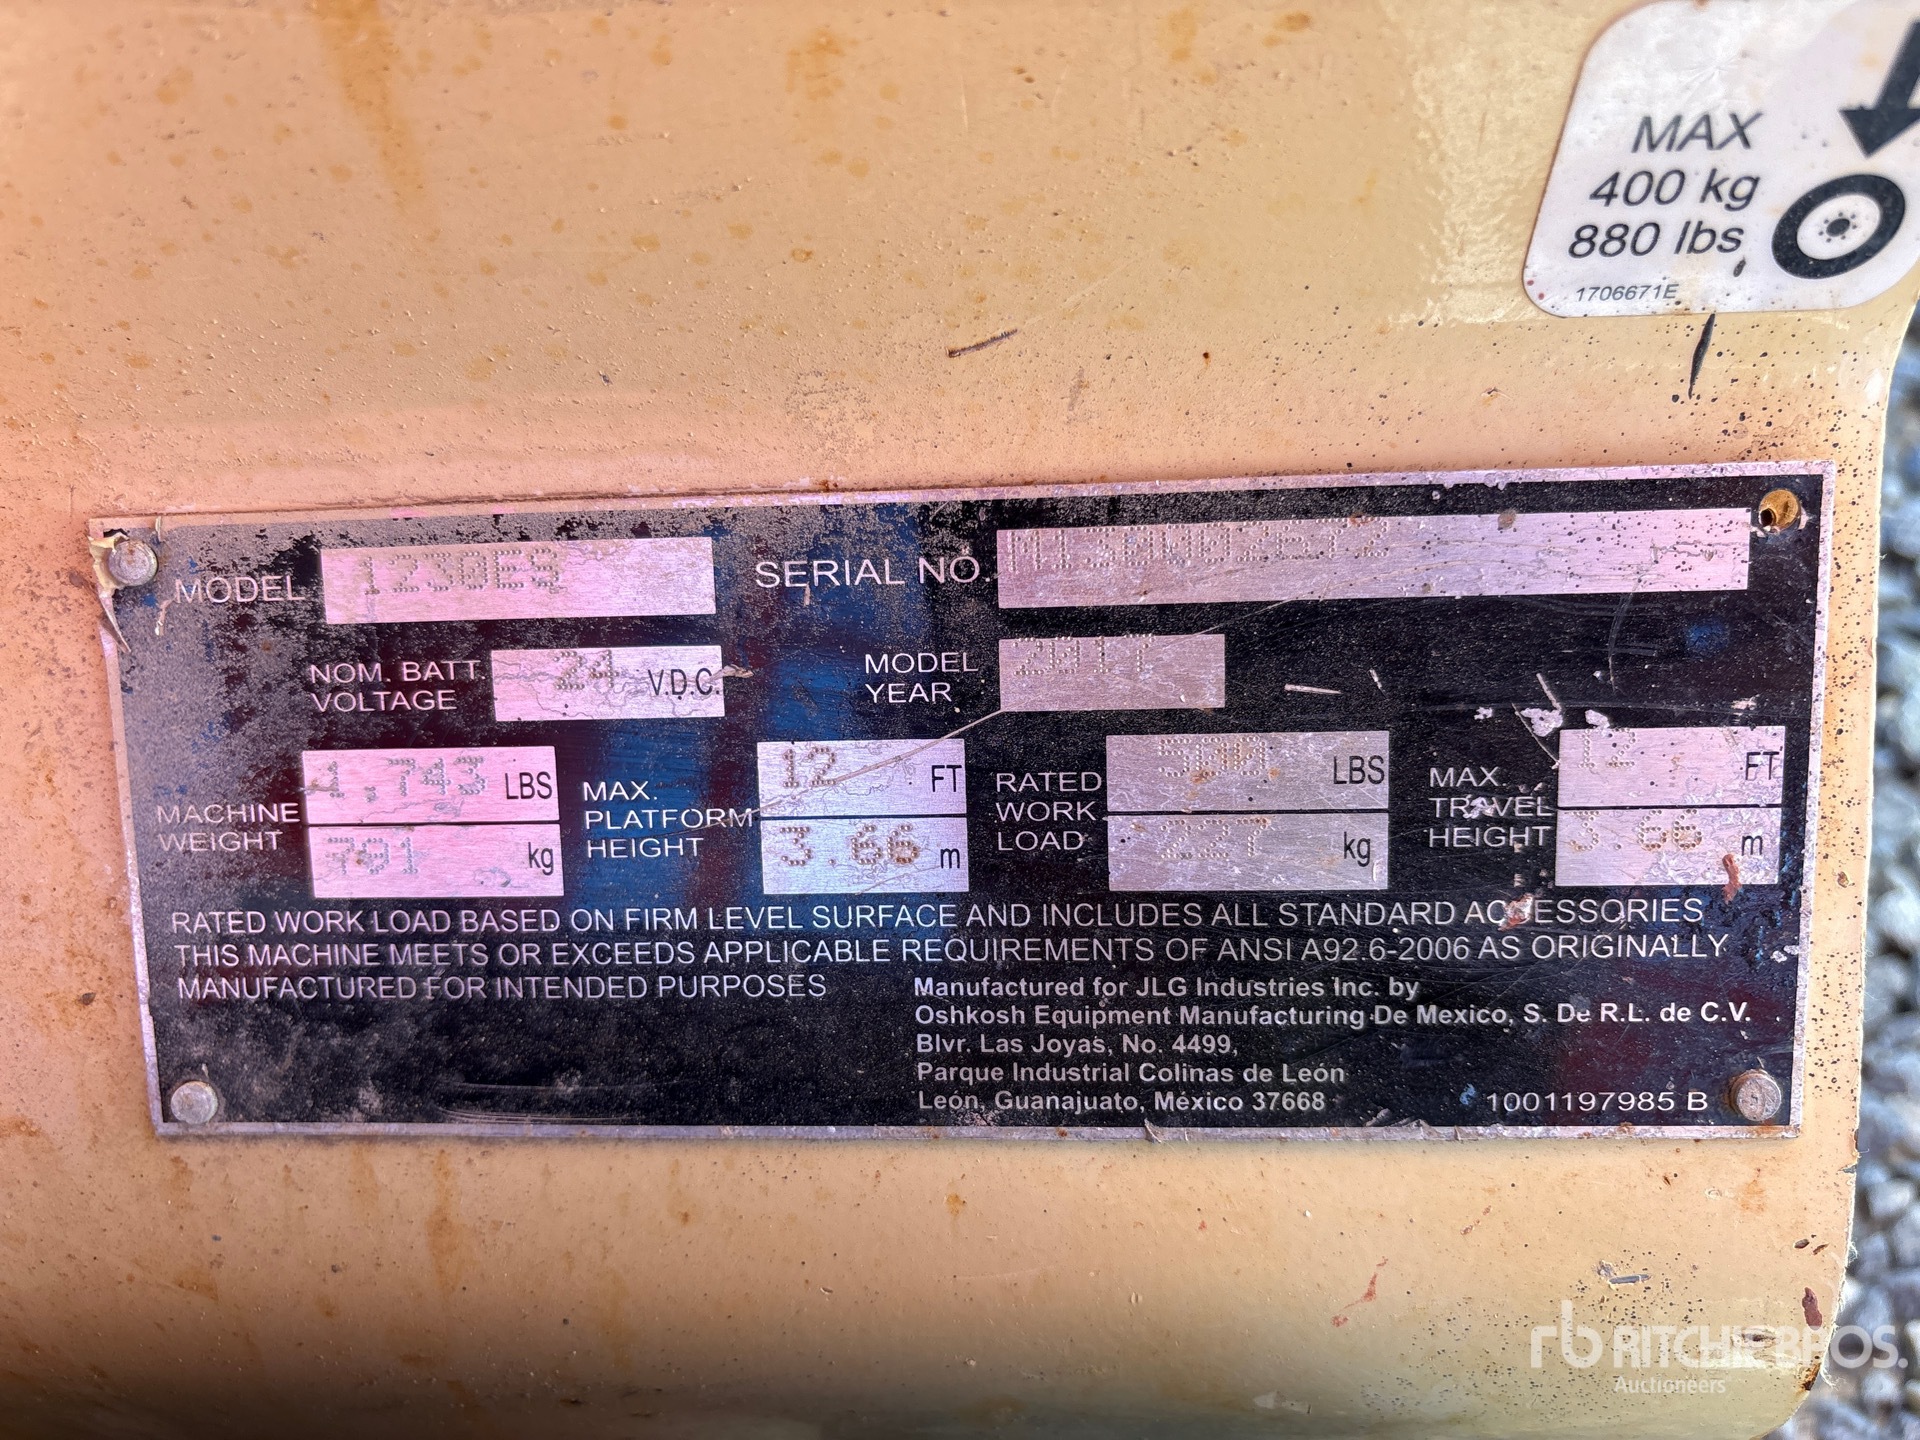 MAX
400 kg
880 lbs
1706671E
MODEL 1230ES SERIAL NO.
NOM. BATT. VOLTAGE 24 V.D.C. MODEL YEAR 2017
MACHINE WEIGHT LBS kg
MAX. PLATFORM HEIGHT 12 FT 3.66 m
RATED WORK LOAD 500 LBS 227 kg
MAX. TRAVEL HEIGHT 12 FT 3.66 m
RATED WORK LOAD BASED ON FIRM LEVEL SURFACE AND INCLUDES ALL STANDARD ACCESSORIES
THIS MACHINE MEETS OR EXCEEDS APPLICABLE REQUIREMENTS OF ANSI A92.6-2006 AS ORIGINALLY
MANUFACTURED FOR INTENDED PURPOSES
Manufactured for JLG Industries Inc. by
Oshkosh Equipment Manufacturing De Mexico, S. De R.L. de C.V.
Blvr. Las Joyas, No. 4499,
Parque Industrial Colinas de León
León, Guanajuato, México 37668
1001197985 B
rb RITCHIE BROS.
Auctioneers